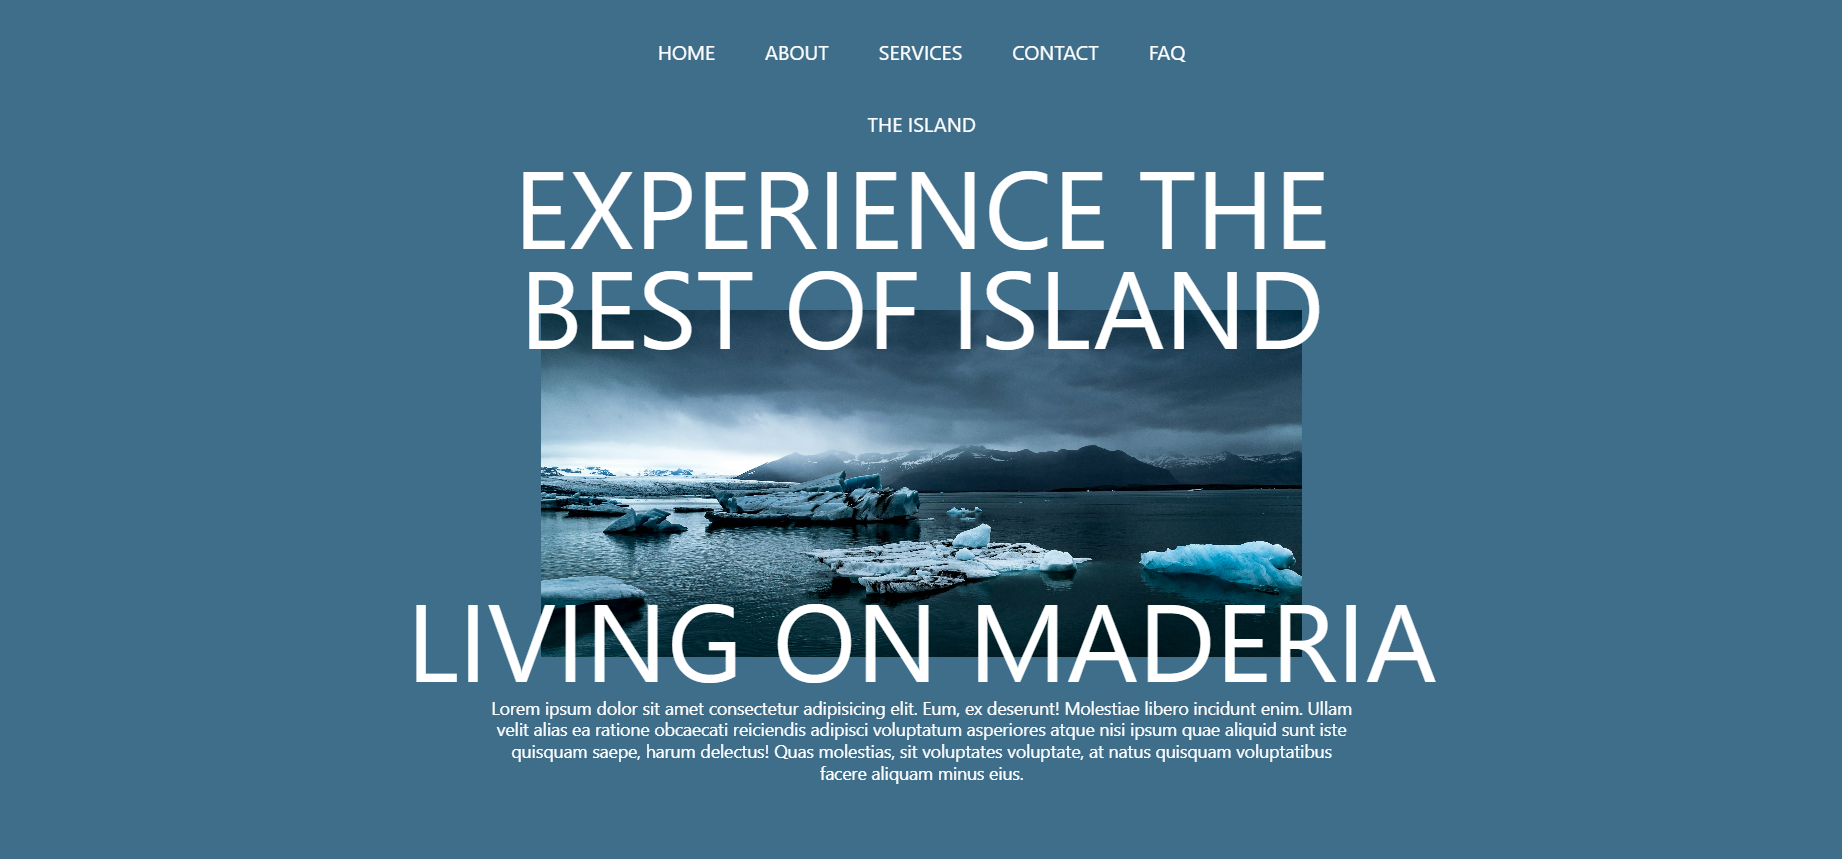 HOME ABOUT SERVICES CONTACT FAQ
THE ISLAND
EXPERIENCE THE
BEST OF ISLAND
LIVING ON MADERIA
Lorem ipsum dolor sit amet consectetur adipisicing elit. Eum, ex deserunt! Molestiae libero incidunt enim. Ullam
velit alias ea ratione obcaecati reiciendis adipisci voluptatum asperiores atque nisi ipsum quae aliquid sunt iste
quisquam saepe, harum delectus! Quas molestias, sit voluptates voluptate, at natus quisquam voluptatibus
facere aliquam minus eius.